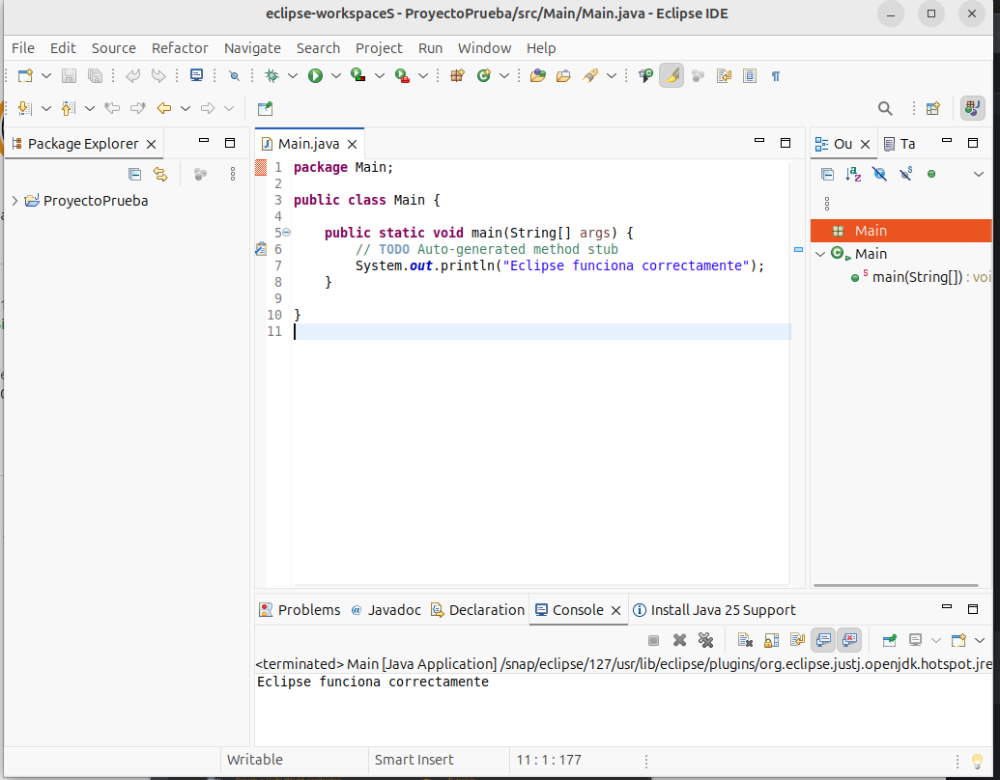 eclipse-workspaceS - ProyectoPrueba/src/Main/Main.java - Eclipse IDE
File Edit Source Refactor Navigate Search Project Run Window Help
Package Explorer
ProyectoPrueba
Main.java
1 package Main;
2
3 public class Main {
4
5 public static void main(String[] args) {
6 // TODO Auto-generated method stub
7 System.out.println("Eclipse funciona correctamente");
8 }
9
10 }
11
Ou Ta
Main
Main
main(String[]) : voi
Problems @ Javadoc Declaration Console Install Java 25 Support
<terminated> Main [Java Application] /snap/eclipse/127/usr/lib/eclipse/plugins/org.eclipse.justj.openjdk.hotspot.jre
Eclipse funciona correctamente
Writable Smart Insert 11 : 1 : 177